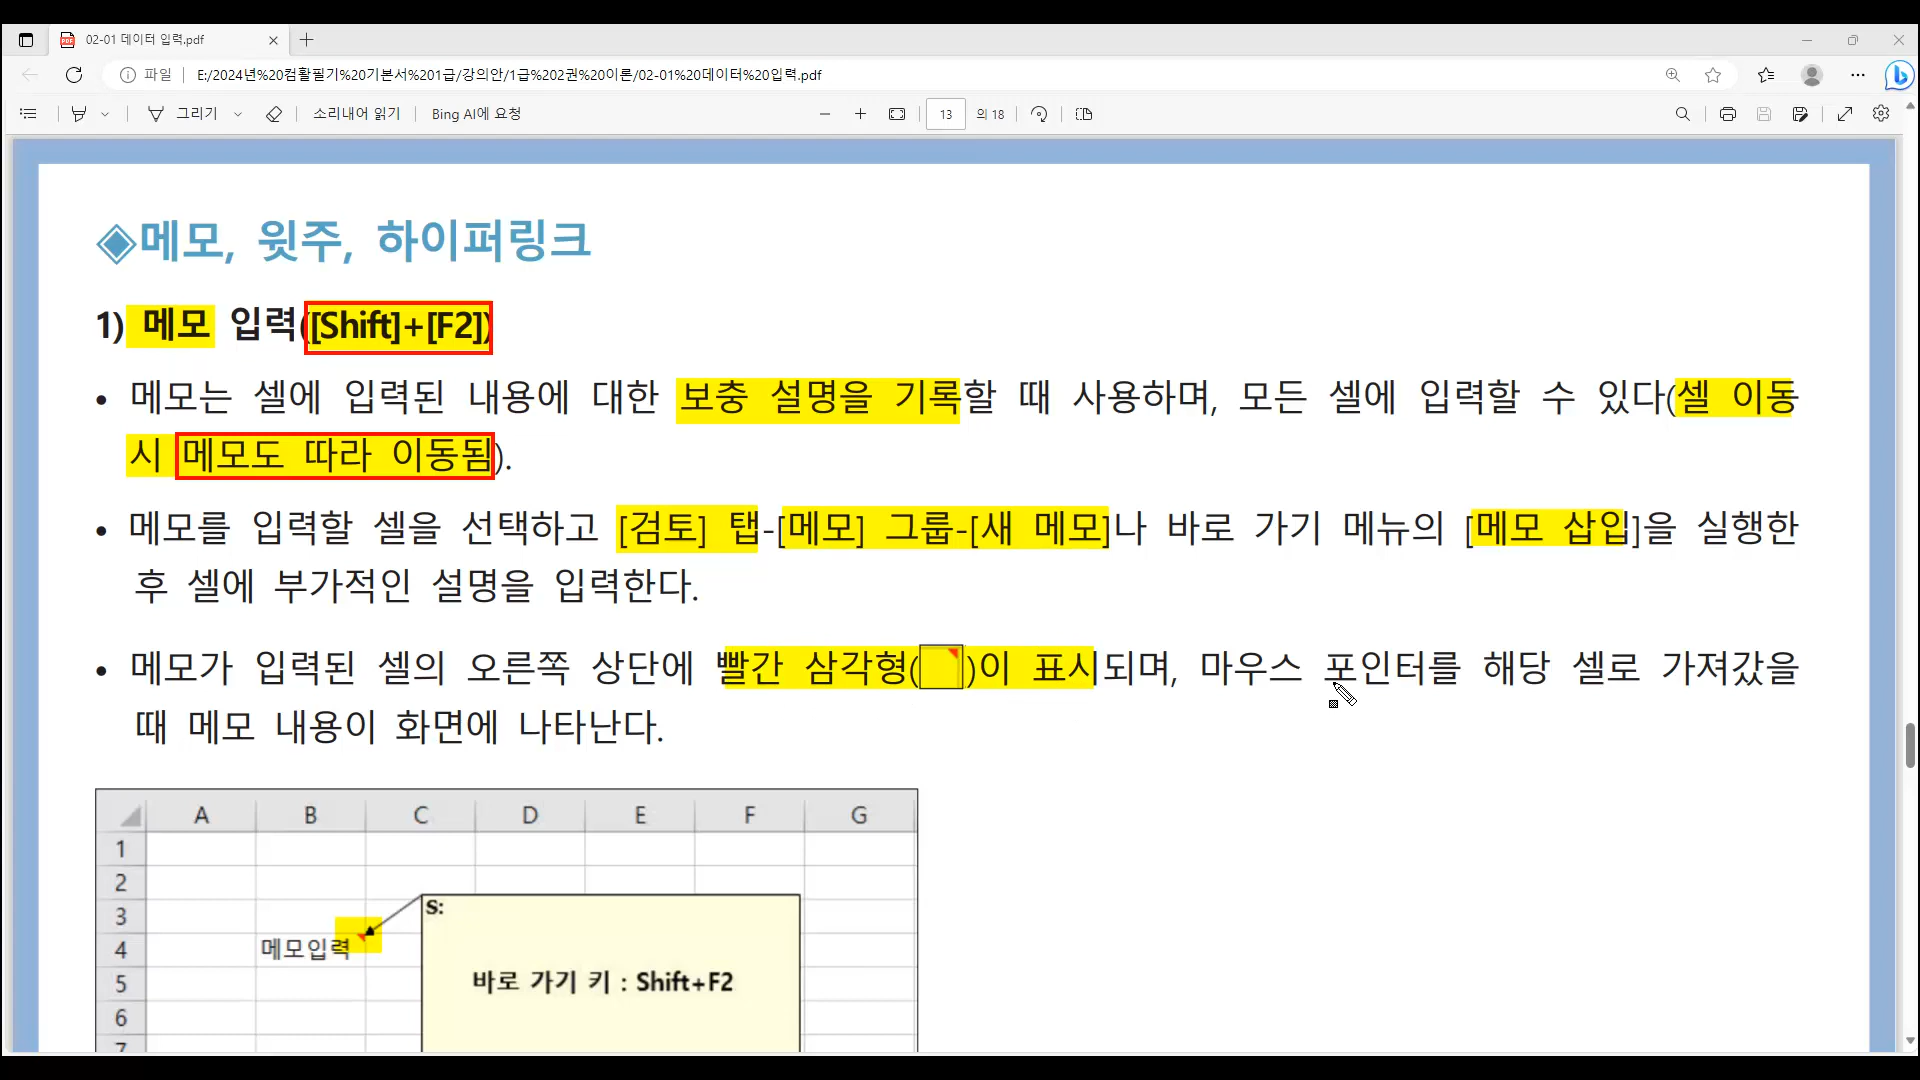 02-01 데이터 입력.pdf
파일
E:/2024년%20컴활필기%20기본서%201급/강의안/1급%202권%20이론/02-01%20데이터%20입력.pdf
그리기
소리내어 읽기
Bing AI에 요청
13
의 18
◈메모, 윗주, 하이퍼링크
1) 메모 입력([Shift]+[F2])
• 메모는 셀에 입력된 내용에 대한 보충 설명을 기록할 때 사용하며, 모든 셀에 입력할 수 있다(셀 이동
시 메모도 따라 이동됨).
• 메모를 입력할 셀을 선택하고 [검토] 탭-[메모] 그룹-[새 메모]나 바로 가기 메뉴의 [메모 삽입]을 실행한
후 셀에 부가적인 설명을 입력한다.
• 메모가 입력된 셀의 오른쪽 상단에 빨간 삼각형( )이 표시되며, 마우스 포인터를 해당 셀로 가져갔을
때 메모 내용이 화면에 나타난다.
A B C D E F G
1
2
3
S:
4 메모입력
5 바로 가기 키 : Shift+F2
6
7